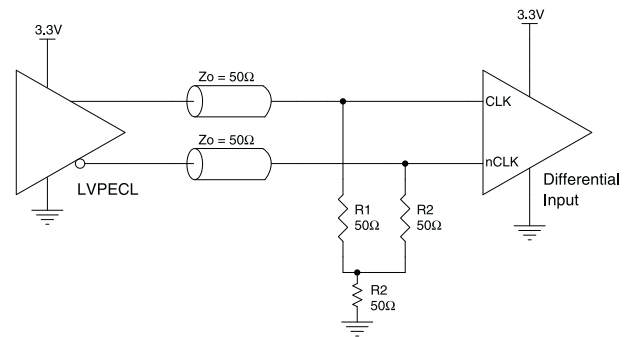 3.3V
3.3V
Zo = 50Ω
CLK
Zo = 50Ω
nCLK
LVPECL
Differential
Input
R1
50Ω
R2
50Ω
R2
50Ω